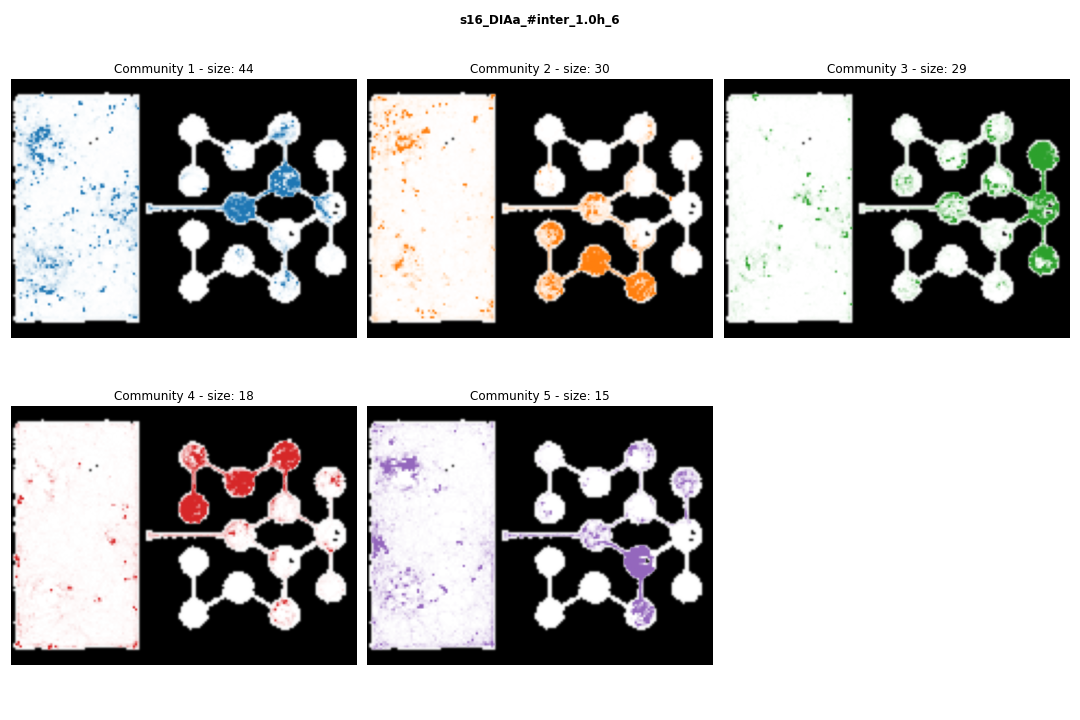 s16_DIAa_#inter_1.0h_6
Community 1 - size: 44
Community 2 - size: 30
Community 3 - size: 29
Community 4 - size: 18
Community 5 - size: 15